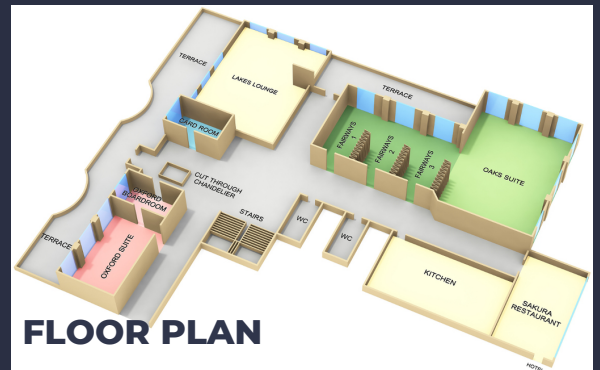 TERRACE
LAKES LOUNGE
TERRACE
CARD ROOM
FAIRWAYS
1
FAIRWAYS
2
FAIRWAYS
3
OAKS SUITE
CUT THROUGH
CHANDELIER
OXFORD
BOARDROOM
STAIRS
WC
WC
TERRACE
OXFORD SUITE
KITCHEN
SAKURA
RESTAURANT
HOTEL
FLOOR PLAN